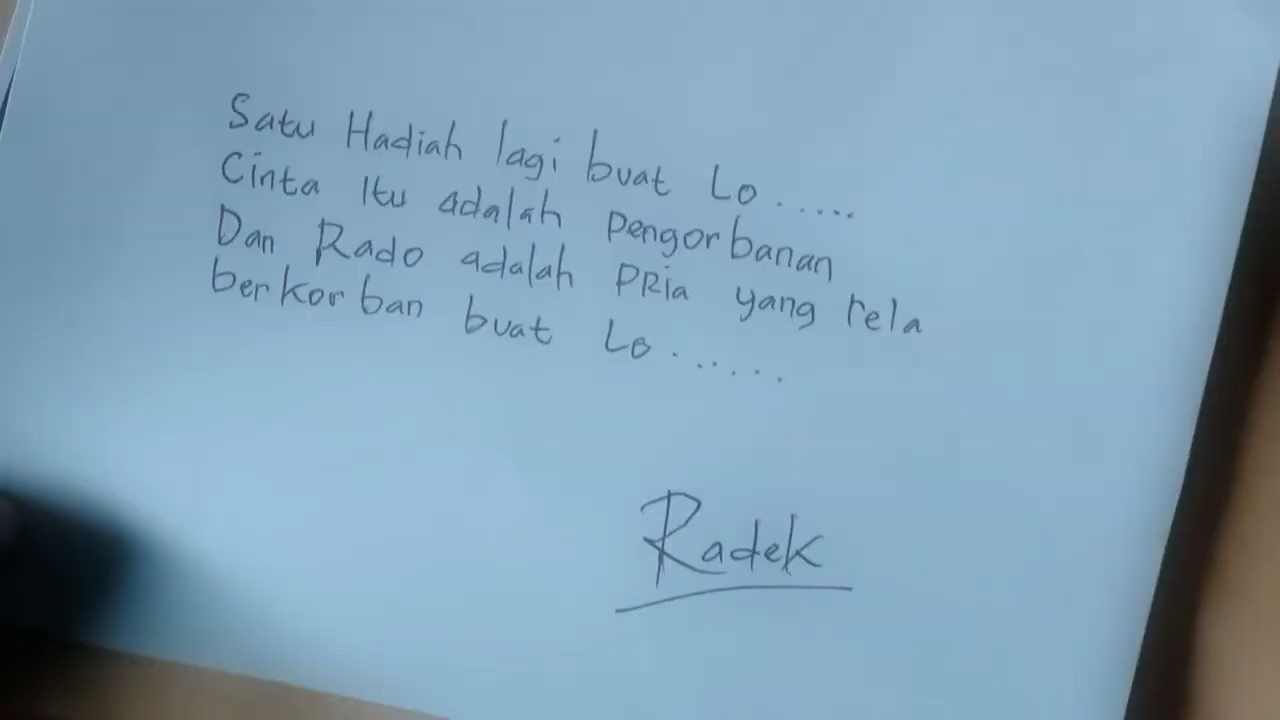 Satu Hadiah lagi buat Lo.....
Cinta Itu adalah Pengorbanan
Dan Rado adalah PRia yang rela
berkorban buat Lo......
Radek